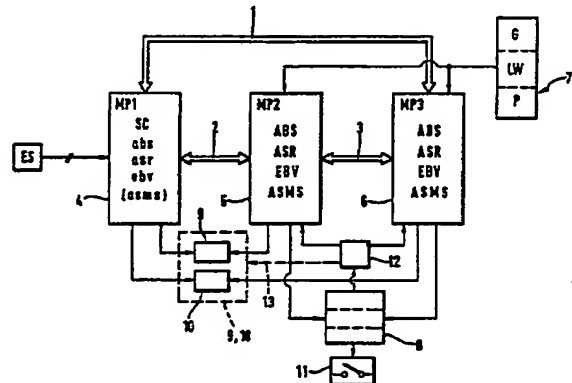 1
G
LW
P
7
MP1
SC
abs
asr
ebv
(asms)
4
MP2
ABS
ASR
EBV
ASMS
5
MP3
ABS
ASR
EBV
ASMS
6
ES
2
3
9
10
9,10
13
12
8
11